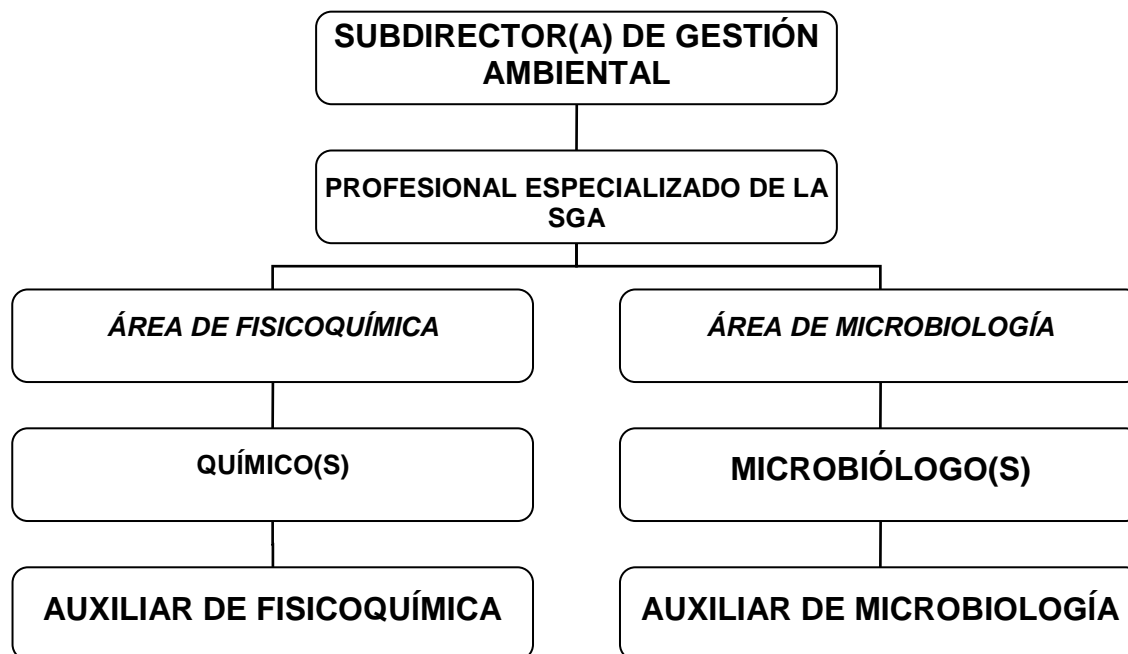 SUBDIRECTOR(A) DE GESTIÓN
AMBIENTAL
PROFESIONAL ESPECIALIZADO DE LA
SGA
ÁREA DE FISICOQUÍMICA
ÁREA DE MICROBIOLOGÍA
QUÍMICO(S)
MICROBIÓLOGO(S)
AUXILIAR DE FISICOQUÍMICA
AUXILIAR DE MICROBIOLOGÍA